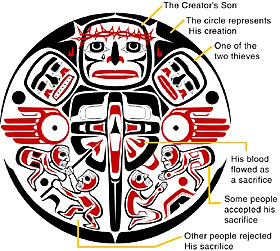 The Creator's Son
The circle represents
His creation
One of the
two thieves
His blood
flowed as
a sacrifice
Some people
accepted his
sacrifice
Other people rejected
His sacrifice